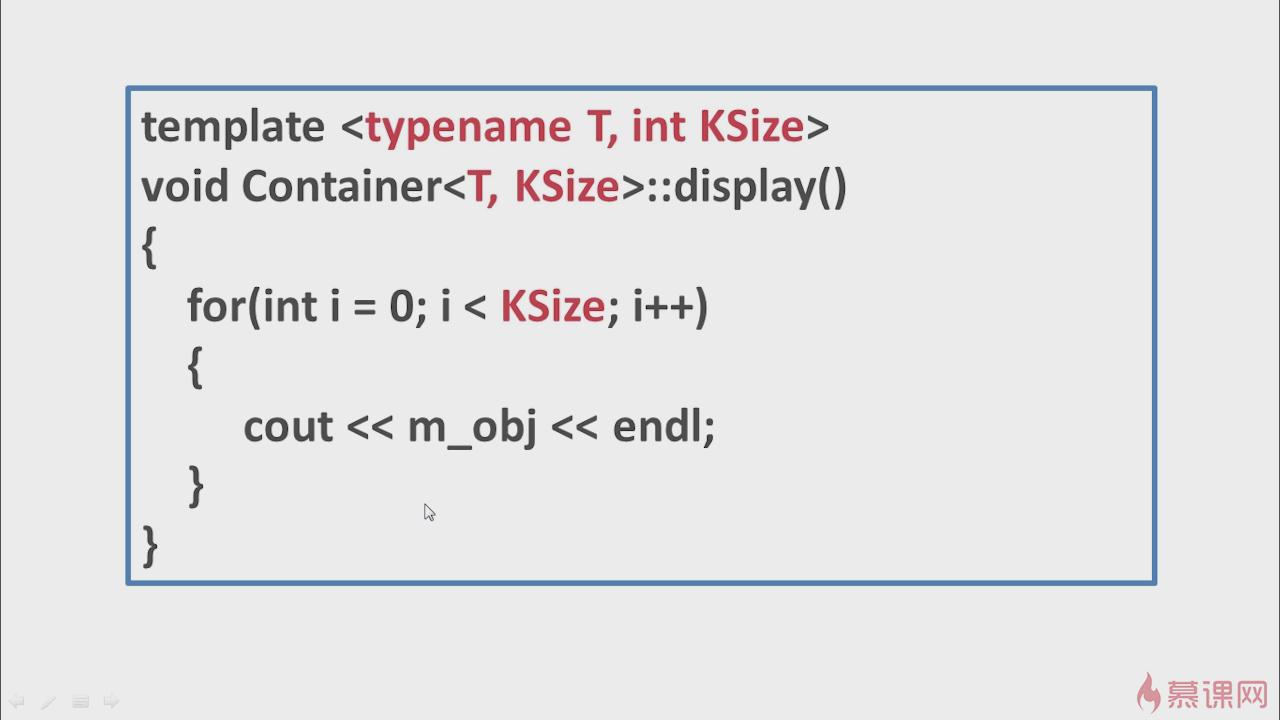 template <typename T, int KSize>
void Container<T, KSize>::display()
{
for(int i = 0; i < KSize; i++)
{
cout << m_obj << endl;
}
}
慕课网